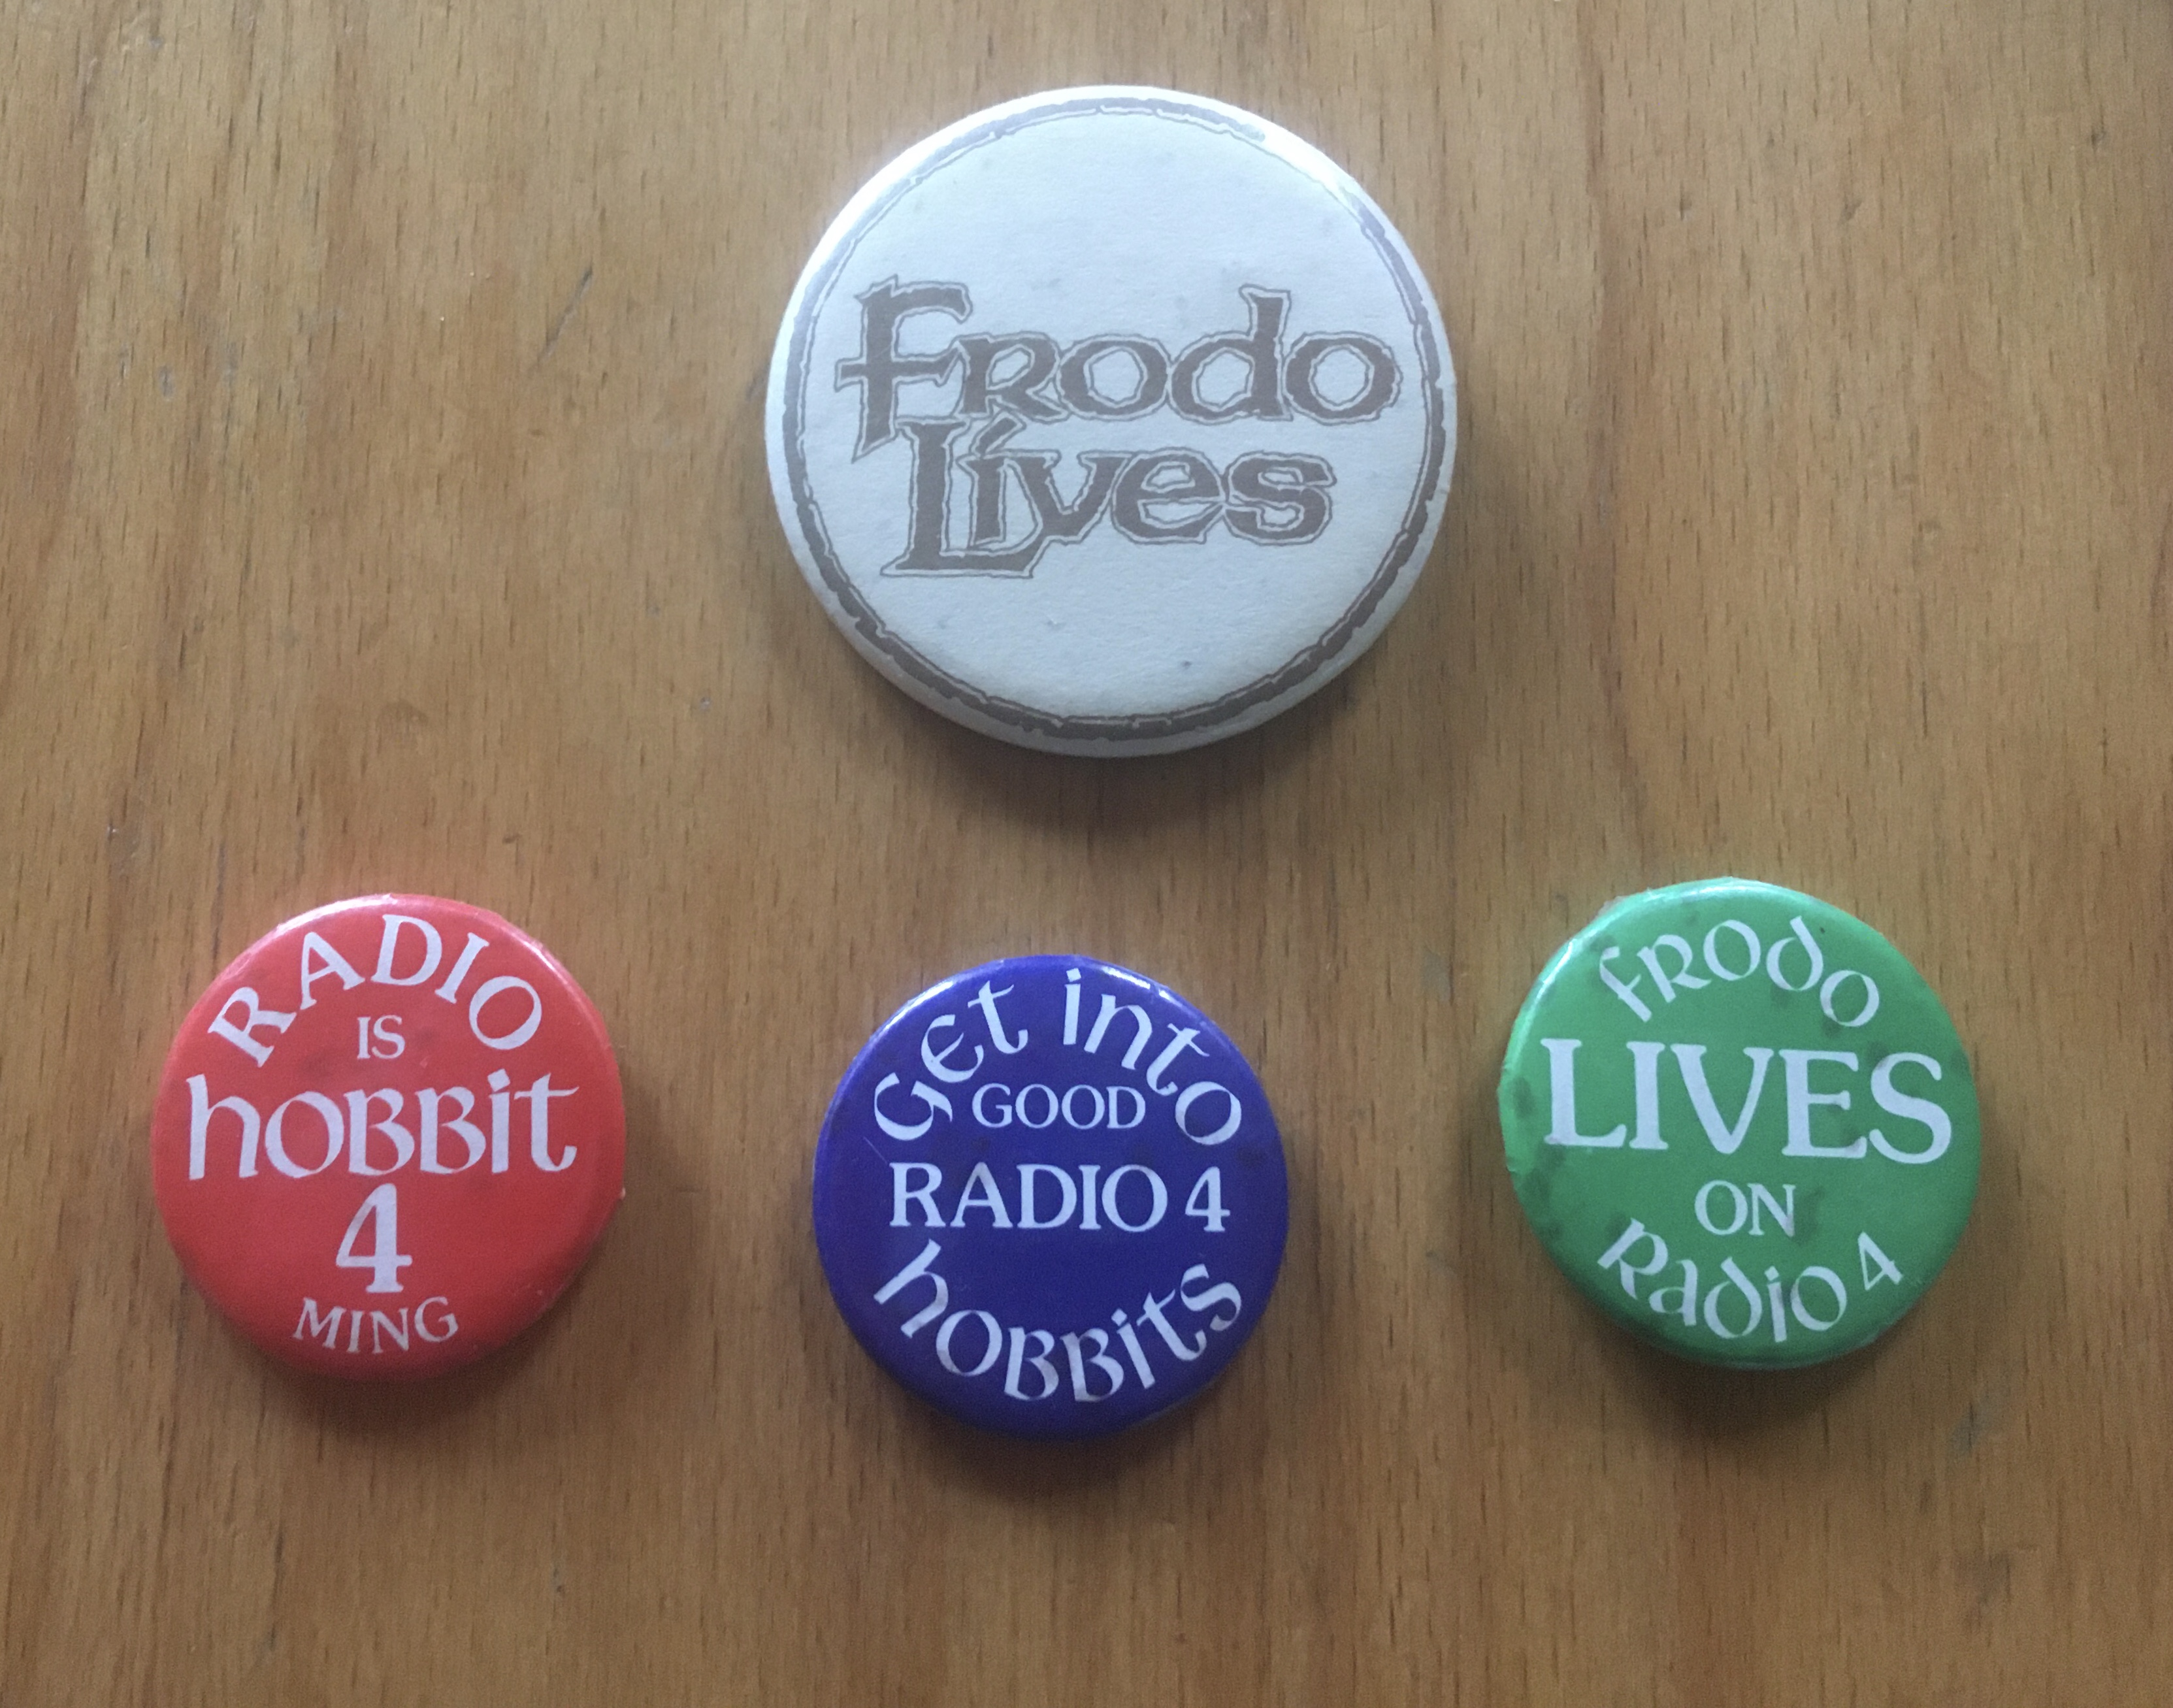 Frodo
Lives
RADIO
IS
hobbit
4
MING
Get into
GOOD
RADIO 4
hobbits
frodo
LIVES
ON
Radio 4